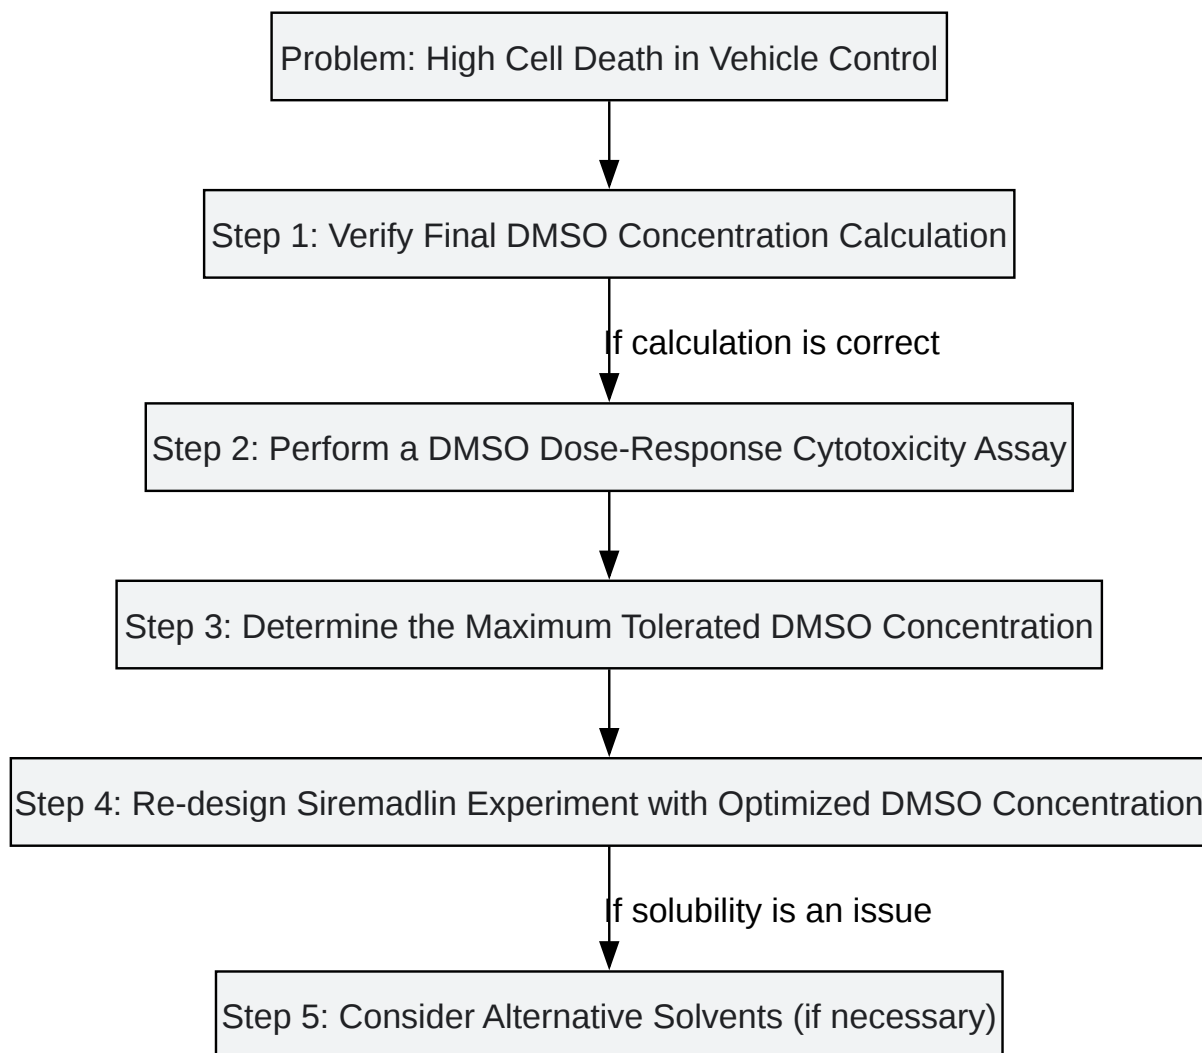 Problem: High Cell Death in Vehicle Control
Step 1: Verify Final DMSO Concentration Calculation
If calculation is correct
Step 2: Perform a DMSO Dose-Response Cytotoxicity Assay
Step 3: Determine the Maximum Tolerated DMSO Concentration
Step 4: Re-design Siremadlin Experiment with Optimized DMSO Concentration
If solubility is an issue
Step 5: Consider Alternative Solvents (if necessary)